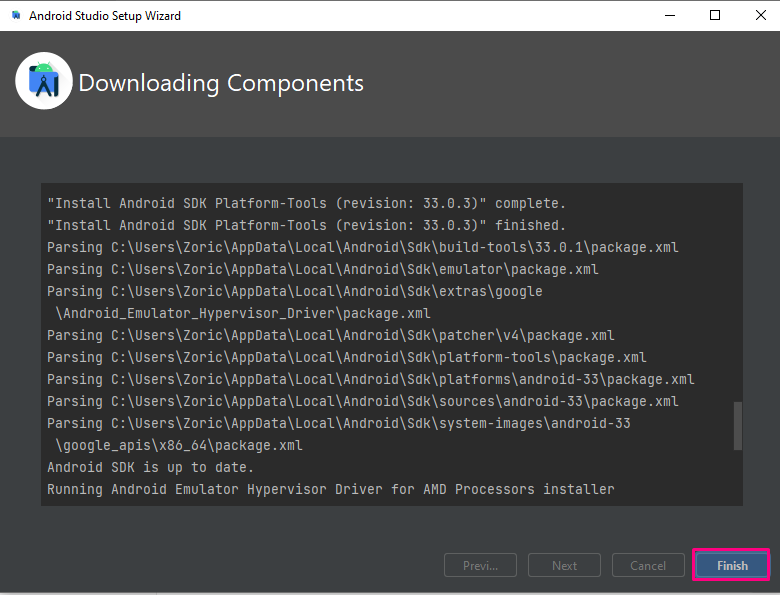 Android Studio Setup Wizard
Downloading Components
"Install Android SDK Platform-Tools (revision: 33.0.3)" complete.
"Install Android SDK Platform-Tools (revision: 33.0.3)" finished.
Parsing C:\Users\Zoric\AppData\Local\Android\Sdk\build-tools\33.0.1\package.xml
Parsing C:\Users\Zoric\AppData\Local\Android\Sdk\emulator\package.xml
Parsing C:\Users\Zoric\AppData\Local\Android\Sdk\extras\google
\Android_Emulator_Hypervisor_Driver\package.xml
Parsing C:\Users\Zoric\AppData\Local\Android\Sdk\patcher\v4\package.xml
Parsing C:\Users\Zoric\AppData\Local\Android\Sdk\platform-tools\package.xml
Parsing C:\Users\Zoric\AppData\Local\Android\Sdk\platforms\android-33\package.xml
Parsing C:\Users\Zoric\AppData\Local\Android\Sdk\sources\android-33\package.xml
Parsing C:\Users\Zoric\AppData\Local\Android\Sdk\system-images\android-33
\google_apis\x86_64\package.xml
Android SDK is up to date.
Running Android Emulator Hypervisor Driver for AMD Processors installer
Previ... Next Cancel Finish